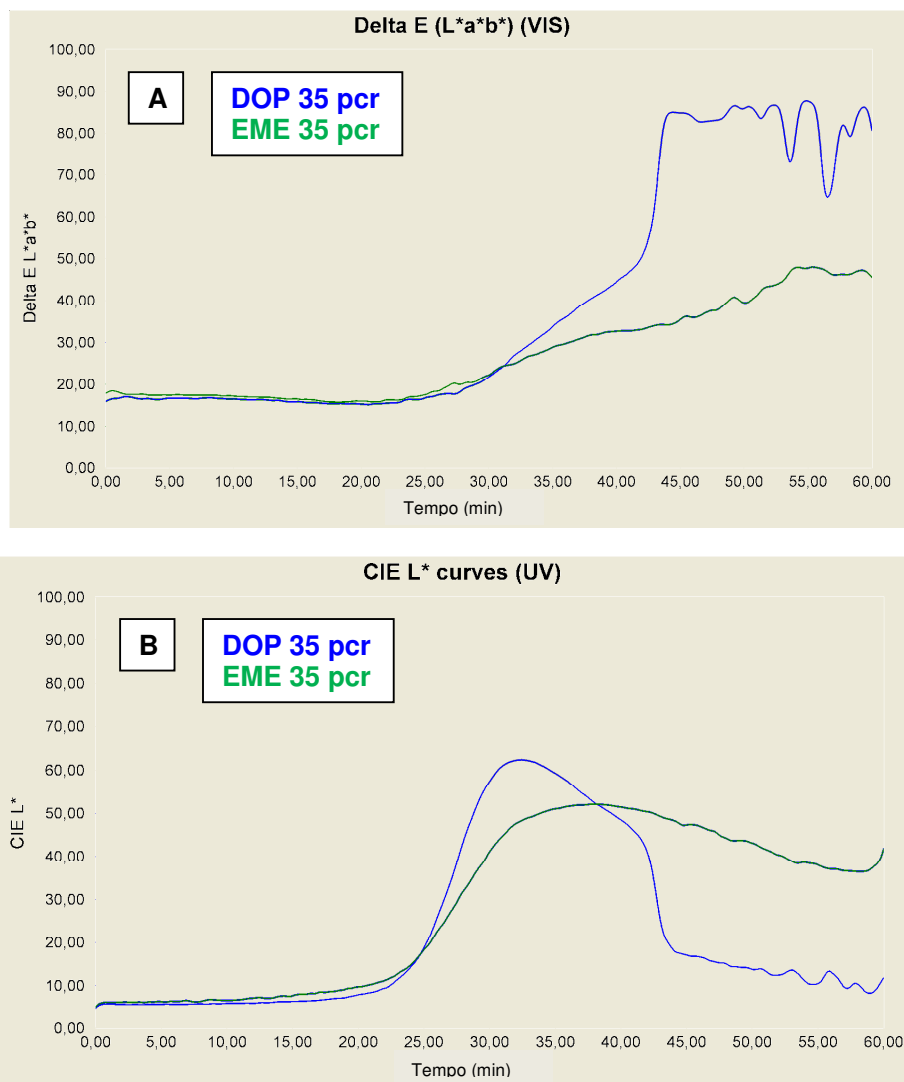 Delta E (L*a*b*) (VIS)
100,00
90,00
80,00
70,00
60,00
50,00
40,00
30,00
20,00
10,00
0,00
Delta E L*a*b*
A
DOP 35 pcr
EME 35 pcr
0,00 5,00 10,00 15,00 20,00 25,00 30,00 35,00 40,00 45,00 50,00 55,00 60,00
Tempo (min)
CIE L* curves (UV)
100,00
90,00
80,00
70,00
60,00
50,00
40,00
30,00
20,00
10,00
0,00
CIE L*
B
DOP 35 pcr
EME 35 pcr
0,00 5,00 10,00 15,00 20,00 25,00 30,00 35,00 40,00 45,00 50,00 55,00 60,00
Tempo (min)